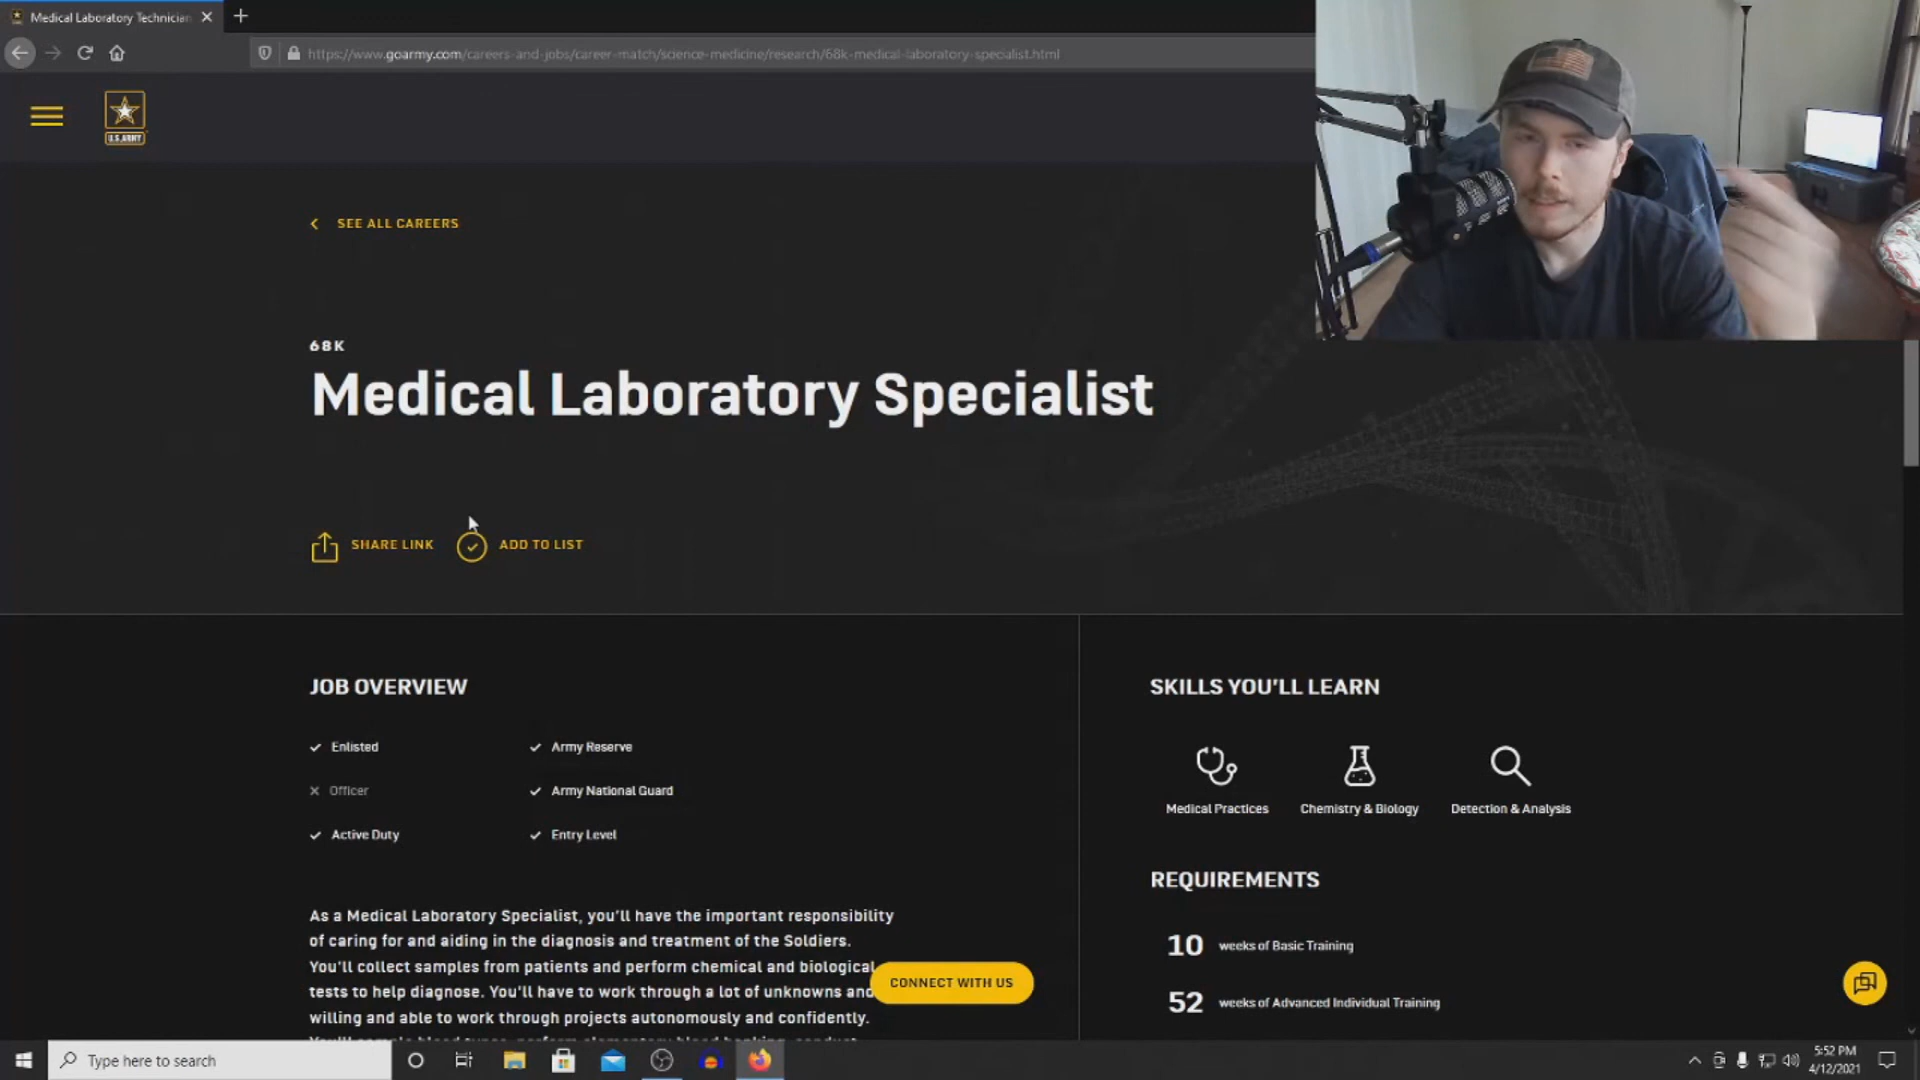 Medical Laboratory Technician
https://www.goarmy.com/careers-and-jobs/career-match/science-medicine/research/68k-medical-laboratory-specialist.html
U.S.ARMY
SEE ALL CAREERS
68K
Medical Laboratory Specialist
SHARE LINK
ADD TO LIST
JOB OVERVIEW
Enlisted
Army Reserve
Officer
Army National Guard
Active Duty
Entry Level
As a Medical Laboratory Specialist, you'll have the important responsibility
of caring for and aiding in the diagnosis and treatment of the Soldiers.
You'll collect samples from patients and perform chemical and biological
tests to help diagnose. You'll have to work through a lot of unknowns and
willing and able to work through projects autonomously and confidently.
CONNECT WITH US
SKILLS YOU'LL LEARN
Medical Practices
Chemistry & Biology
Detection & Analysis
REQUIREMENTS
10 weeks of Basic Training
52 weeks of Advanced Individual Training
Type here to search
5:52 PM
4/12/2021